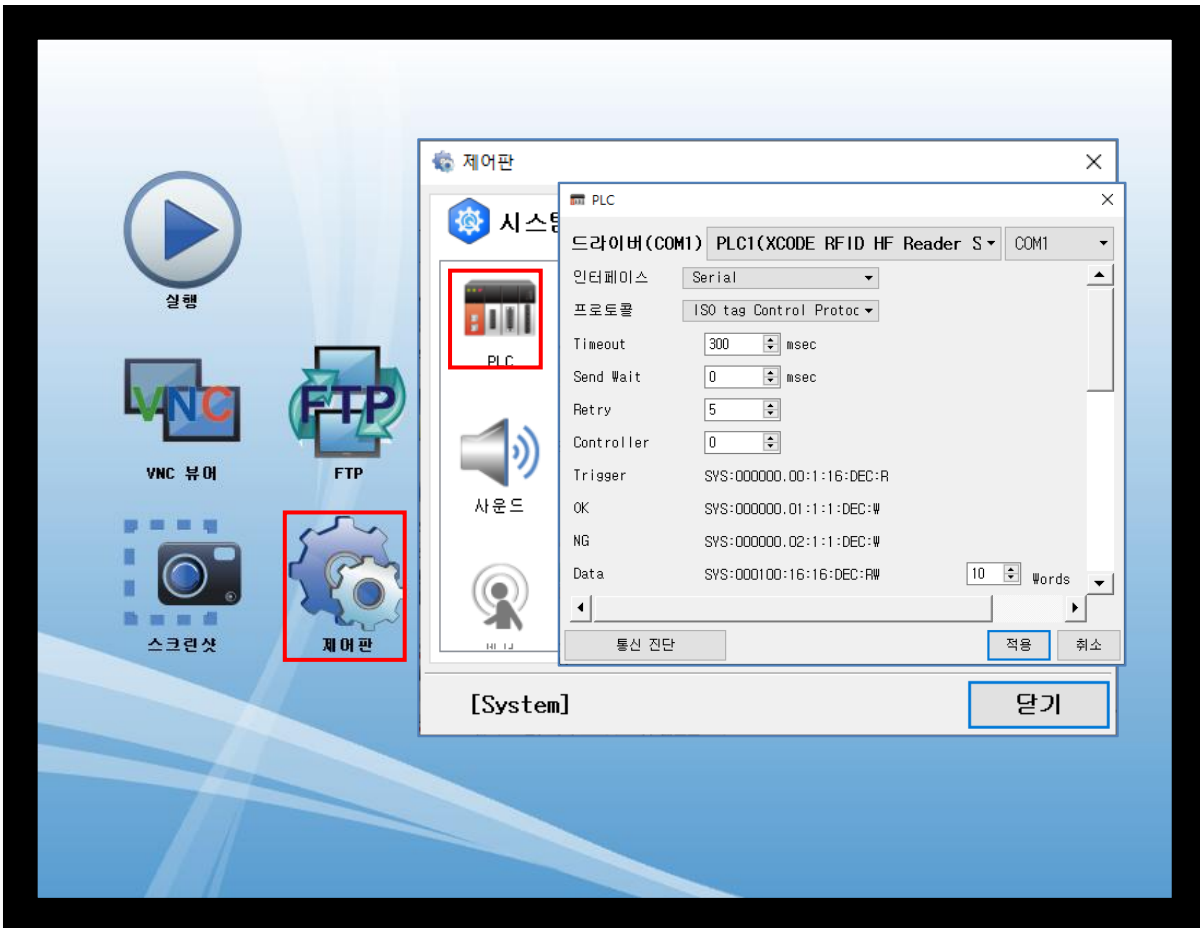 실행
VNC
VNC 뷰어
FTP
FTP
스크린샷
제어판
제어판
시스템
PLC
사운드
PLC
드라이버(COM1) PLC1(XCODE RFID HF Reader S COM1
인터페이스 Serial
프로토콜 ISO tag Control Protoc
Timeout 300 msec
Send Wait 0 msec
Retry 5
Controller 0
Trigger SYS:000000.00:1:16:DEC:R
OK SYS:000000.01:1:1:DEC:W
NG SYS:000000.02:1:1:DEC:W
Data SYS:000100:16:16:DEC:RW 10 Words
통신 진단 적용 취소
[System] 닫기